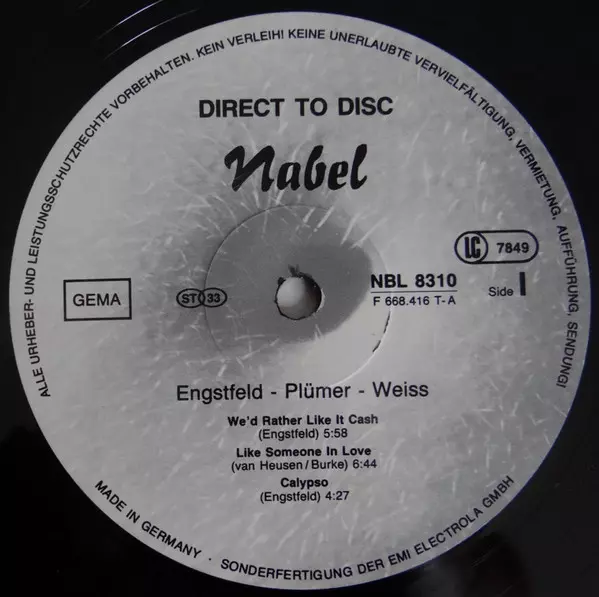 ALLE URHEBER- UND LEISTUNGSSCHUTZRECHTE VORBEHALTEN. KEIN VERLEIH! KEINE UNERLAUBTE VERVIELFÄLTIGUNG, VERMIETUNG, AUFFÜHRUNG, SENDUNG!
DIRECT TO DISC
Nabel
LC 7849
GEMA
ST 33
NBL 8310
F 668.416 T-A
Side I
Engstfeld - Plümer - Weiss
We'd Rather Like It Cash
(Engstfeld) 5:58
Like Someone In Love
(van Heusen/Burke) 6:44
Calypso
(Engstfeld) 4:27
MADE IN GERMANY · SONDERFERTIGUNG DER EMI ELECTROLA GMBH